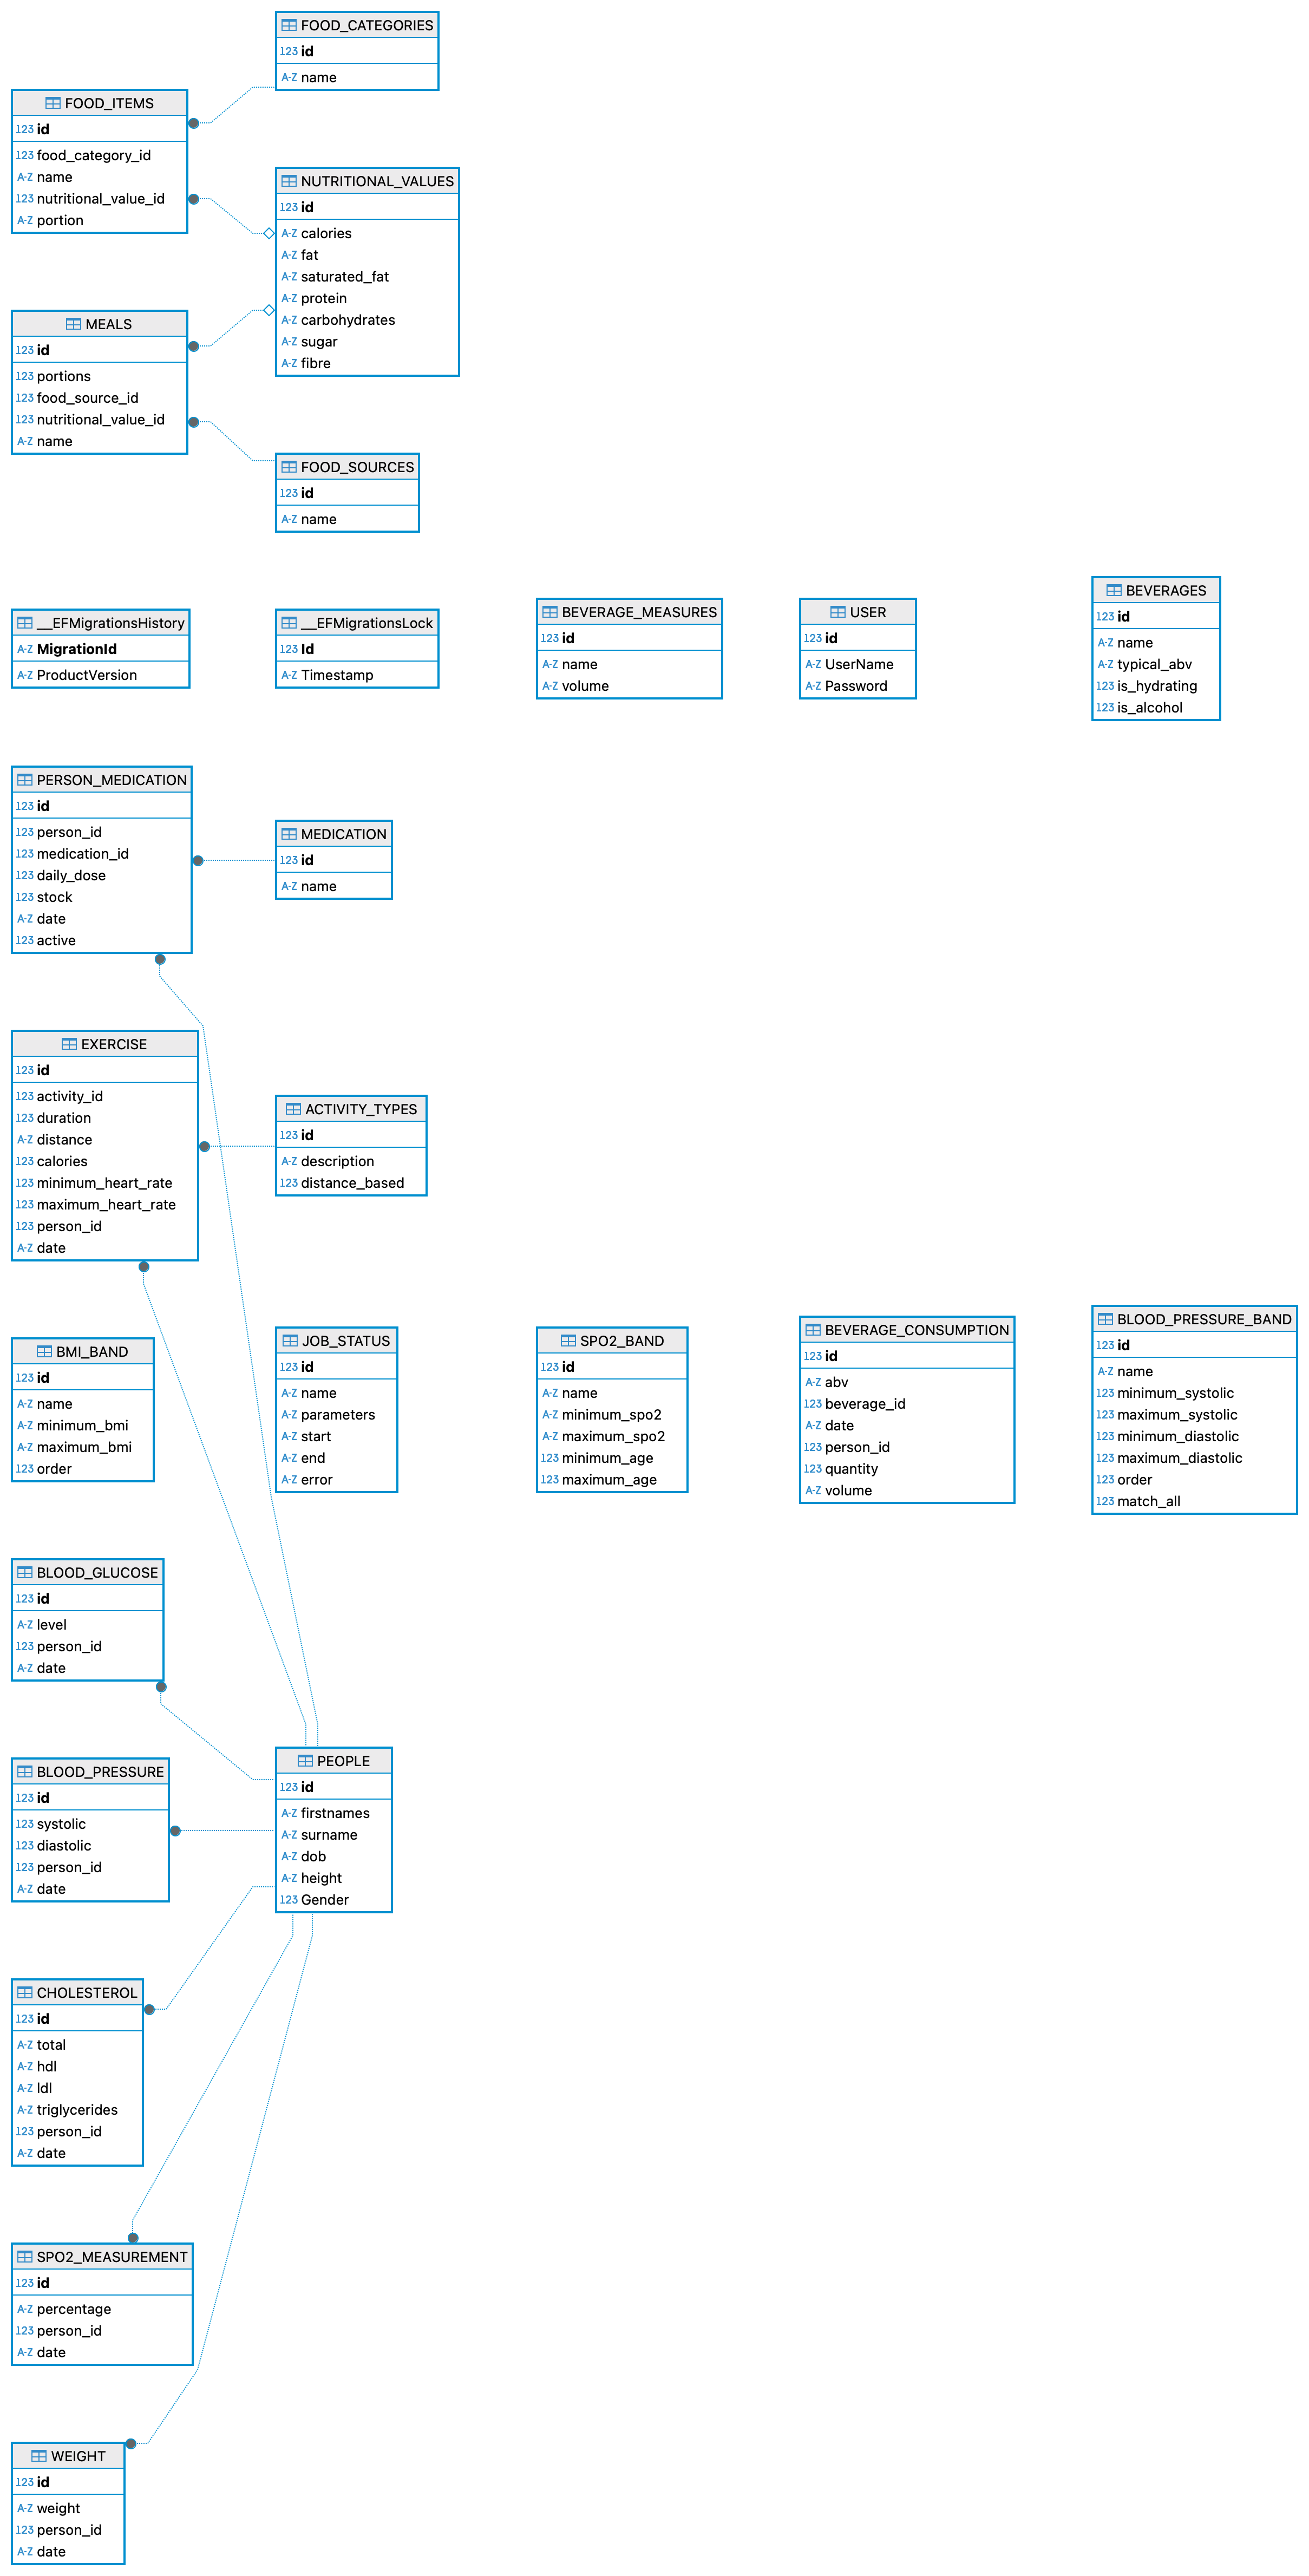 FOOD_CATEGORIES
123 id
A-Z name
FOOD_ITEMS
123 id
123 food_category_id
A-Z name
123 nutritional_value_id
A-Z portion
NUTRITIONAL_VALUES
123 id
A-Z calories
A-Z fat
A-Z saturated_fat
A-Z protein
A-Z carbohydrates
A-Z sugar
A-Z fibre
MEALS
123 id
123 portions
123 food_source_id
123 nutritional_value_id
A-Z name
FOOD_SOURCES
123 id
A-Z name
__EFMigrationsHistory
A-Z MigrationId
A-Z ProductVersion
__EFMigrationsLock
123 Id
A-Z Timestamp
BEVERAGE_MEASURES
123 id
A-Z name
A-Z volume
USER
123 id
A-Z UserName
A-Z Password
BEVERAGES
123 id
A-Z name
A-Z typical_abv
123 is_hydrating
123 is_alcohol
PERSON_MEDICATION
123 id
123 person_id
123 medication_id
123 daily_dose
123 stock
A-Z date
123 active
MEDICATION
123 id
A-Z name
EXERCISE
123 id
123 activity_id
123 duration
A-Z distance
123 calories
123 minimum_heart_rate
123 maximum_heart_rate
123 person_id
A-Z date
ACTIVITY_TYPES
123 id
A-Z description
123 distance_based
BMI_BAND
123 id
A-Z name
A-Z minimum_bmi
A-Z maximum_bmi
123 order
JOB_STATUS
123 id
A-Z name
A-Z parameters
A-Z start
A-Z end
A-Z error
SPO2_BAND
123 id
A-Z name
A-Z minimum_spo2
A-Z maximum_spo2
123 minimum_age
123 maximum_age
BEVERAGE_CONSUMPTION
123 id
A-Z abv
123 beverage_id
A-Z date
123 person_id
123 quantity
A-Z volume
BLOOD_PRESSURE_BAND
123 id
A-Z name
123 minimum_systolic
123 maximum_systolic
123 minimum_diastolic
123 maximum_diastolic
123 order
123 match_all
BLOOD_GLUCOSE
123 id
A-Z level
123 person_id
A-Z date
PEOPLE
123 id
A-Z firstnames
A-Z surname
A-Z dob
A-Z height
123 Gender
BLOOD_PRESSURE
123 id
123 systolic
123 diastolic
123 person_id
A-Z date
CHOLESTEROL
123 id
A-Z total
A-Z hdl
A-Z ldl
A-Z triglycerides
123 person_id
A-Z date
SPO2_MEASUREMENT
123 id
A-Z percentage
123 person_id
A-Z date
WEIGHT
123 id
A-Z weight
123 person_id
A-Z date